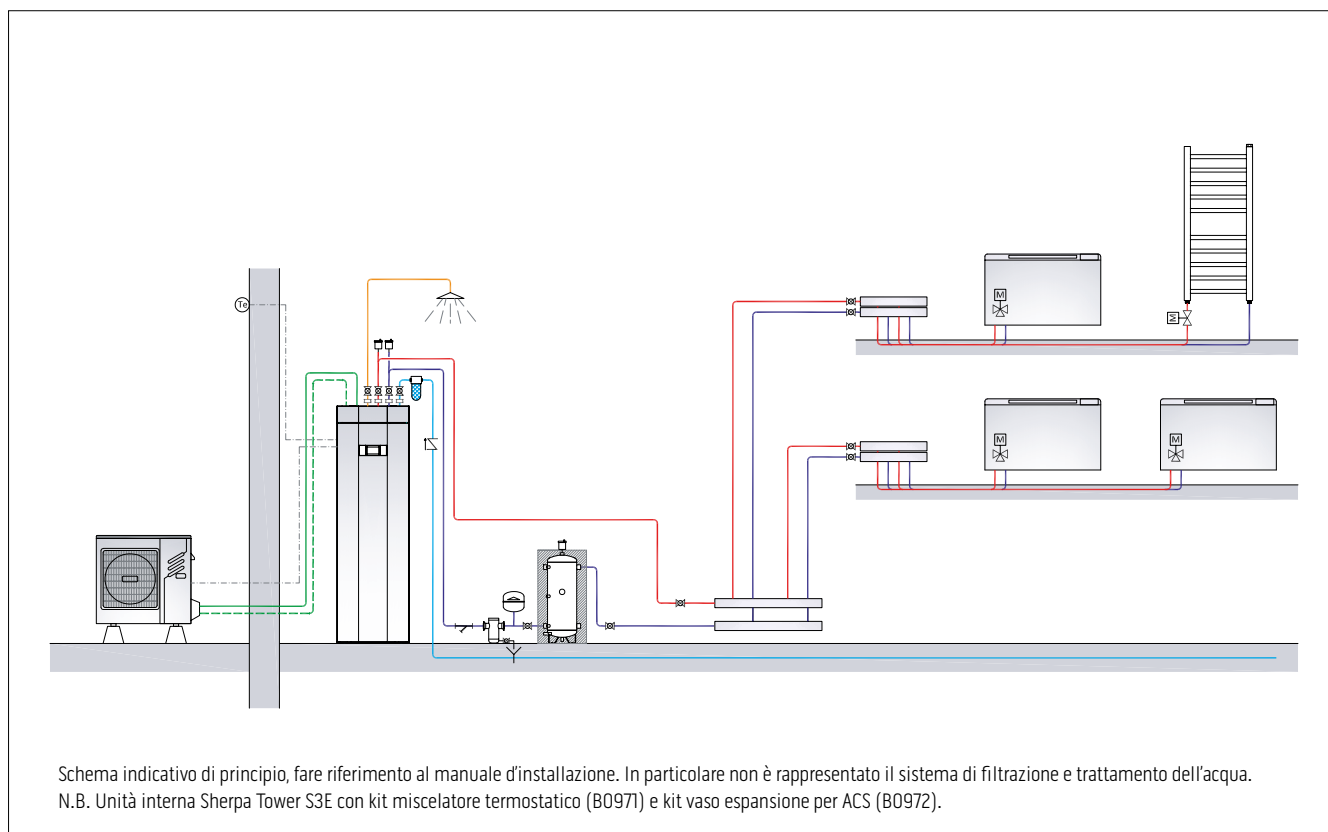 M
M
Te
M
M
Schema indicativo di principio, fare riferimento al manuale d'installazione. In particolare non è rappresentato il sistema di filtrazione e trattamento dell'acqua.
N.B. Unità interna Sherpa Tower S3E con kit miscelatore termostatico (B0971) e kit vaso espansione per ACS (B0972).